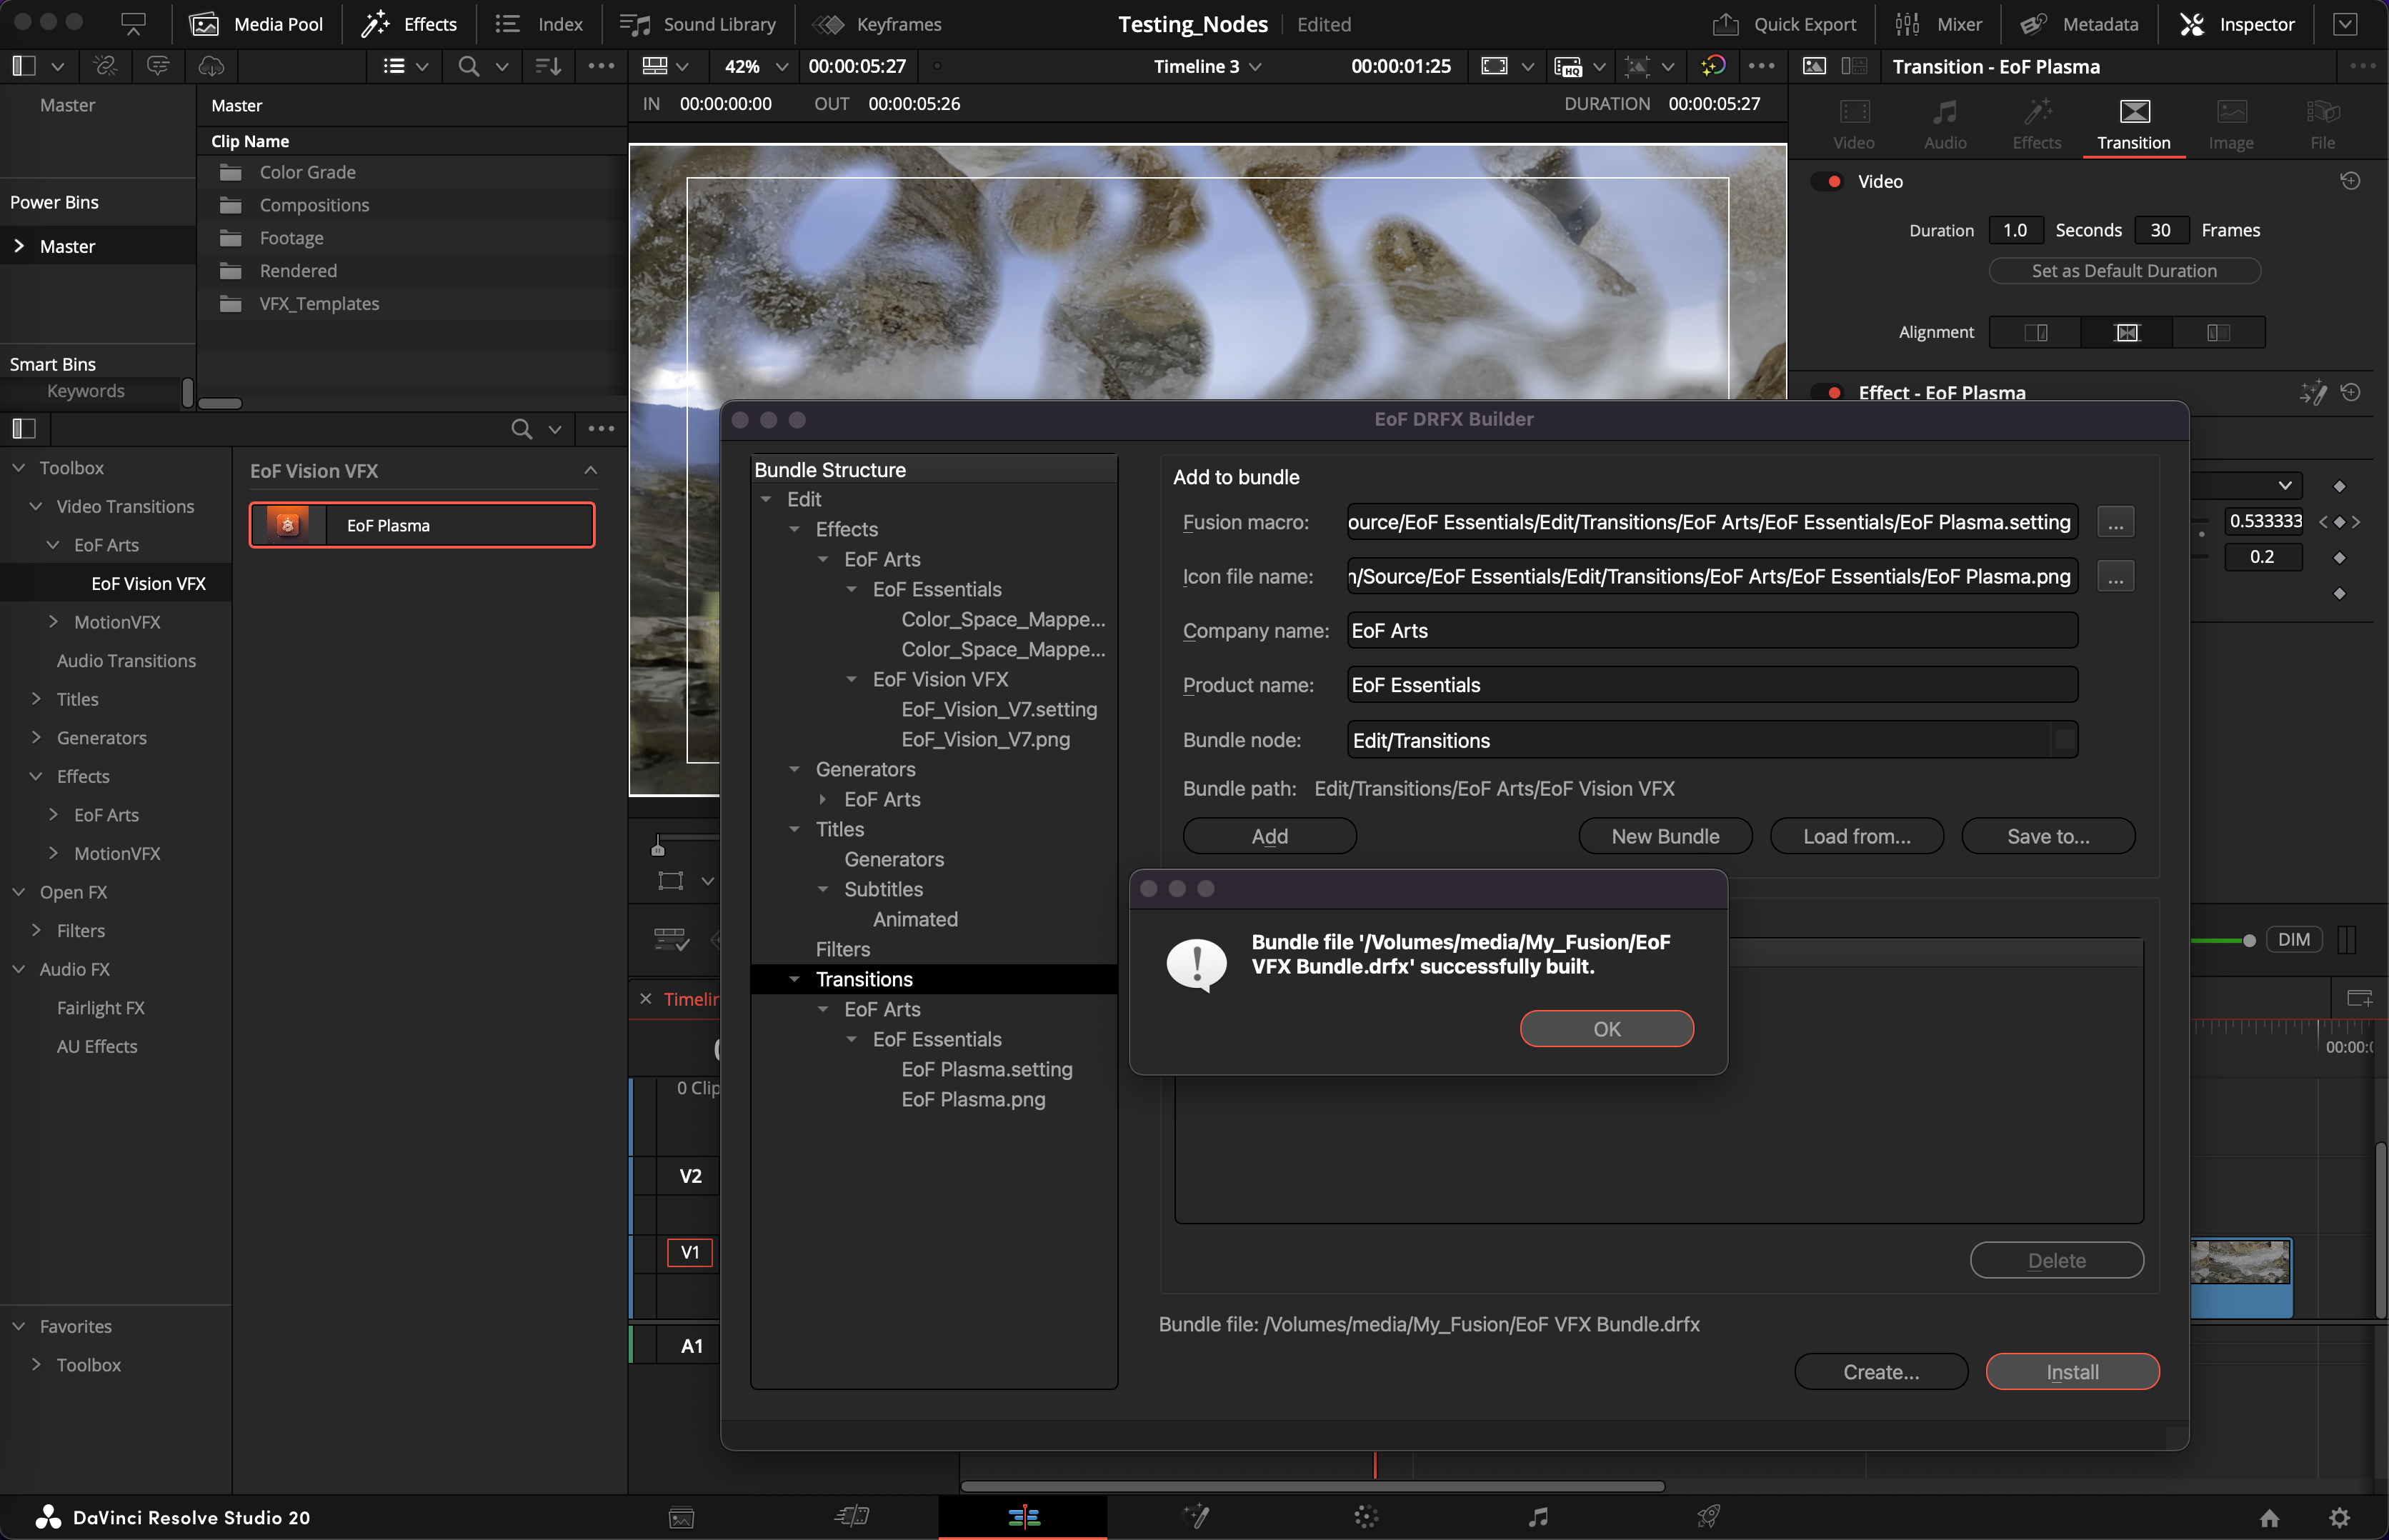 Media Pool
Effects
Index
Sound Library
Keyframes
Testing_Nodes
Edited
Quick Export
Mixer
Metadata
Inspector
42%
00:00:05:27
Timeline 3
00:00:01:25
HQ
Transition - EoF Plasma
Master
Master
IN 00:00:00:00
OUT 00:00:05:26
DURATION 00:00:05:27
Clip Name
Color Grade
Compositions
Footage
Rendered
VFX_Templates
Power Bins
Master
Smart Bins
Keywords
Video
Audio
Effects
Transition
Image
File
Video
Duration 1.0 Seconds 30 Frames
Set as Default Duration
Alignment
Effect - EoF Plasma
0.533333
0.2
Toolbox
Video Transitions
EoF Arts
EoF Vision VFX
MotionVFX
Audio Transitions
Titles
Generators
Effects
EoF Arts
MotionVFX
Open FX
Filters
Audio FX
Fairlight FX
AU Effects
Favorites
Toolbox
EoF Vision VFX
EoF Plasma
EoF DRFX Builder
Bundle Structure
Edit
Effects
EoF Arts
EoF Essentials
Color_Space_Mappe...
Color_Space_Mappe...
EoF Vision VFX
EoF_Vision_V7.setting
EoF_Vision_V7.png
Generators
EoF Arts
Titles
Generators
Subtitles
Animated
Filters
Transitions
EoF Arts
EoF Essentials
EoF Plasma.setting
EoF Plasma.png
Add to bundle
Fusion macro: ource/EoF Essentials/Edit/Transitions/EoF Arts/EoF Essentials/EoF Plasma.setting ...
Icon file name: n/Source/EoF Essentials/Edit/Transitions/EoF Arts/EoF Essentials/EoF Plasma.png ...
Company name: EoF Arts
Product name: EoF Essentials
Bundle node: Edit/Transitions
Bundle path: Edit/Transitions/EoF Arts/EoF Vision VFX
Add
New Bundle
Load from...
Save to...
Bundle file '/Volumes/media/My_Fusion/EoF
VFX Bundle.drfx' successfully built.
OK
Delete
Bundle file: /Volumes/media/My_Fusion/EoF VFX Bundle.drfx
Create...
Install
DIM
Timelin
00:00:0
0 Clip
V2
V1
A1
DaVinci Resolve Studio 20